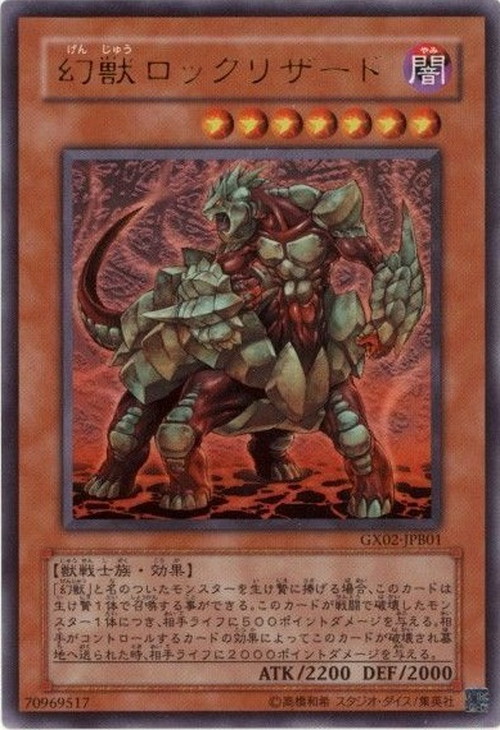 げん じゅう
幻獣ロックリザード
やみ
闇
GX02-JPB01
【獣戦士族・効果】
「幻獣」と名のついたモンスターを生け贄に捧げる場合、このカードは
生け贄1体で召喚する事ができる。このカードが戦闘で破壊したモン
スター1体につき、相手ライフに500ポイントダメージを与える。相
手がコントロールするカードの効果によってこのカードが破壊され墓
地へ送られた時、相手ライフに2000ポイントダメージを与える。
ATK/2200 DEF/2000
70969517
©高橋和希 スタジオ・ダイス/集英社